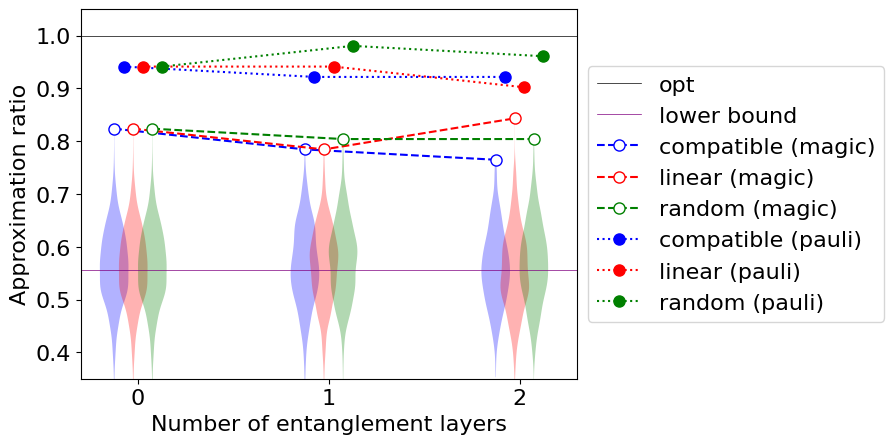 1.0
0.9
0.8
0.7
0.6
0.5
0.4
Approximation ratio
0 1 2
Number of entanglement layers
opt
lower bound
compatible (magic)
linear (magic)
random (magic)
compatible (pauli)
linear (pauli)
random (pauli)